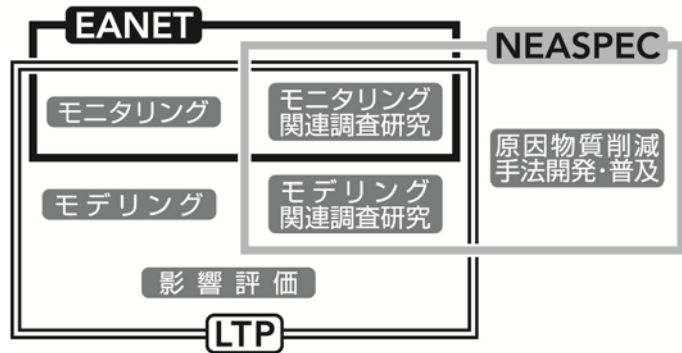 EANET
NEASPEC
モニタリング
モニタリング
関連調査研究
原因物質削減
手法開発・普及
モデリング
モデリング
関連調査研究
影響評価
LTP